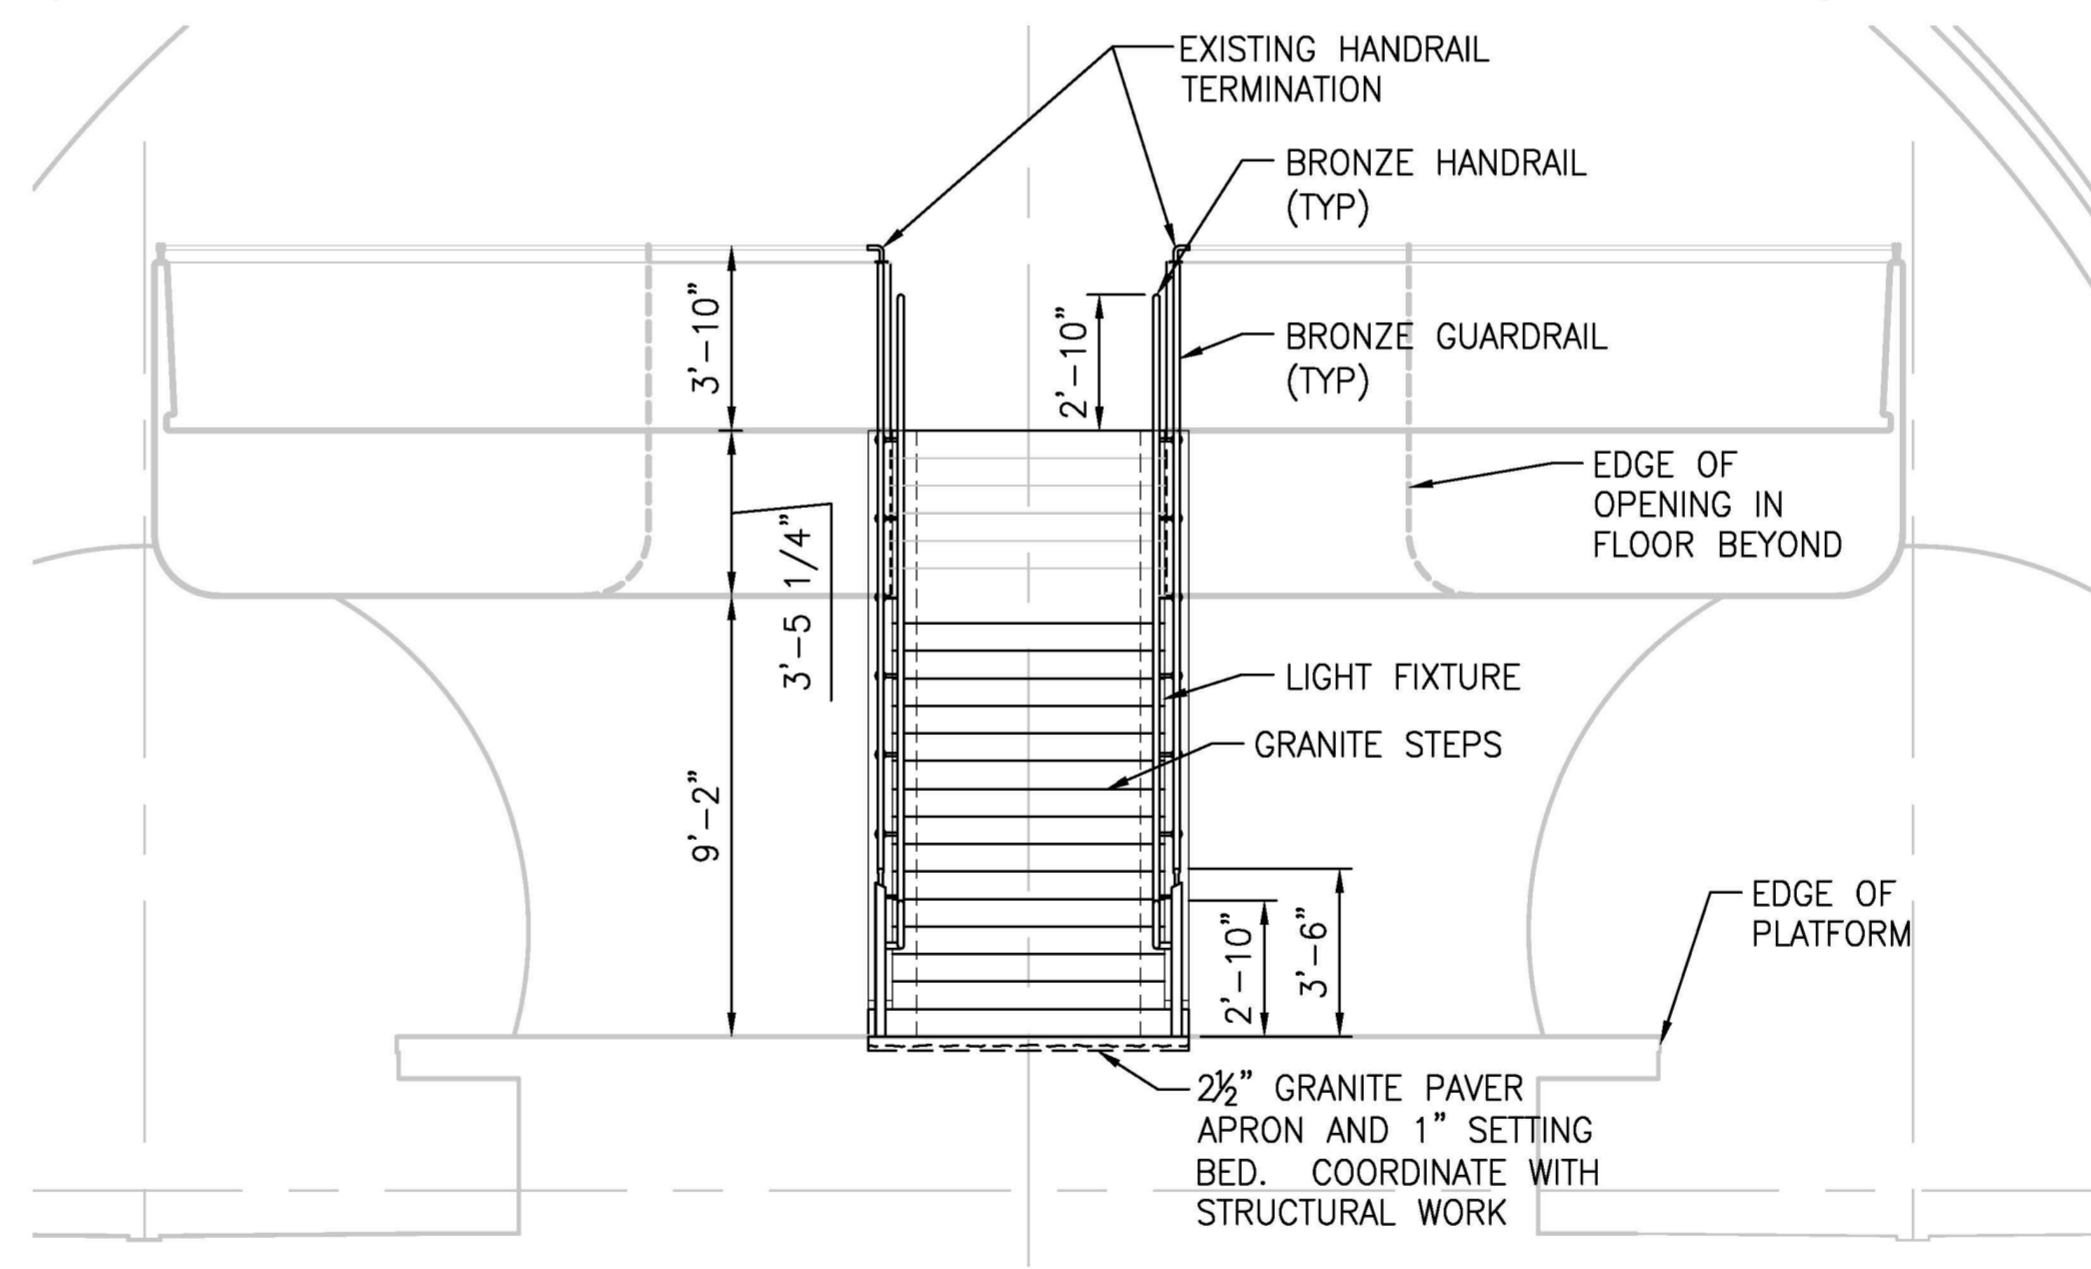 EXISTING HANDRAIL
TERMINATION
BRONZE HANDRAIL
(TYP)
3'-10"
2'-10"
BRONZE GUARDRAIL
(TYP)
EDGE OF
OPENING IN
FLOOR BEYOND
3'-5 1/4"
LIGHT FIXTURE
GRANITE STEPS
9'-2"
EDGE OF
PLATFORM
2'-10"
3'-6"
2½" GRANITE PAVER
APRON AND 1" SETTING
BED. COORDINATE WITH
STRUCTURAL WORK